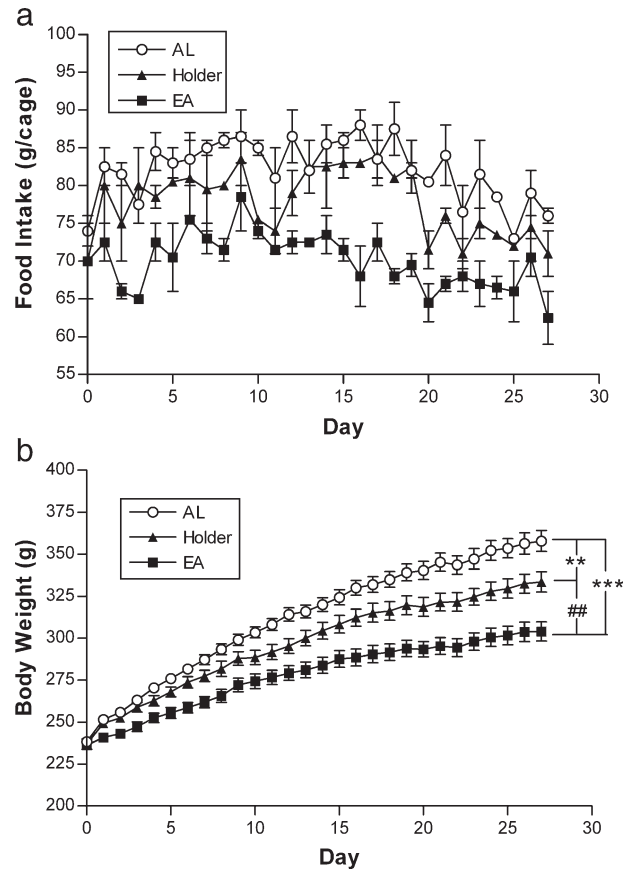 a
100
95
90
85
80
75
70
65
60
55
Food Intake (g/cage)
AL
Holder
EA
0 5 10 15 20 25 30
Day
b
400
375
350
325
300
275
250
225
200
Body Weight (g)
AL
Holder
EA
**
***
##
0 5 10 15 20 25 30
Day